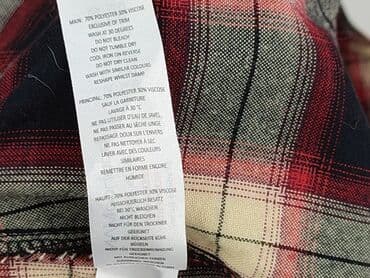 MAIN: 70% POLYESTER 30% VISCOSE
EXCLUSIVE OF TRIM
WASH AT 30 DEGREES
DO NOT BLEACH
DO NOT TUMBLE DRY
COOL IRON ON REVERSE
DO NOT DRY CLEAN
WASH WITH SIMILAR COLOURS
RESHAPE WHILST DAMP
PRINCIPAL: 70% POLYESTER 30% VISCOSE
SAUF LA GARNITURE
LAVAGE À 30 °C
NE PAS UTILISER D'EAU DE JAVEL
NE PAS PASSER AU SÈCHE-LINGE
REPASSAGE DOUX SUR L'ENVERS
NE PAS NETTOYER À SEC
LAVER AVEC DES COULEURS
SIMILAIRES
REMETTRE EN FORME ENCORE
HUMIDE
HAUPT: 70% POLYESTER 30% VISCOSE
AUSSCHLIEßLICH BESATZ
BEI 30°C WASCHEN
NICHT BLEICHEN
NICHT FÜR DEN TROCKNER
GEEIGNET
AUF DER RÜCKSEITE KÜHL
BÜGELN
NICHT FÜR TROCKENREINIGUNG
GEEIGNET